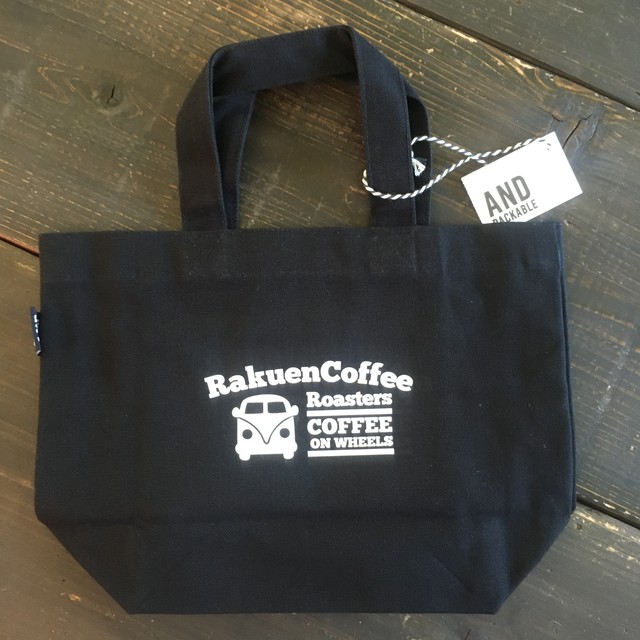 AND
PACKABLE
RakuenCoffee
Roasters
COFFEE
ON WHEELS